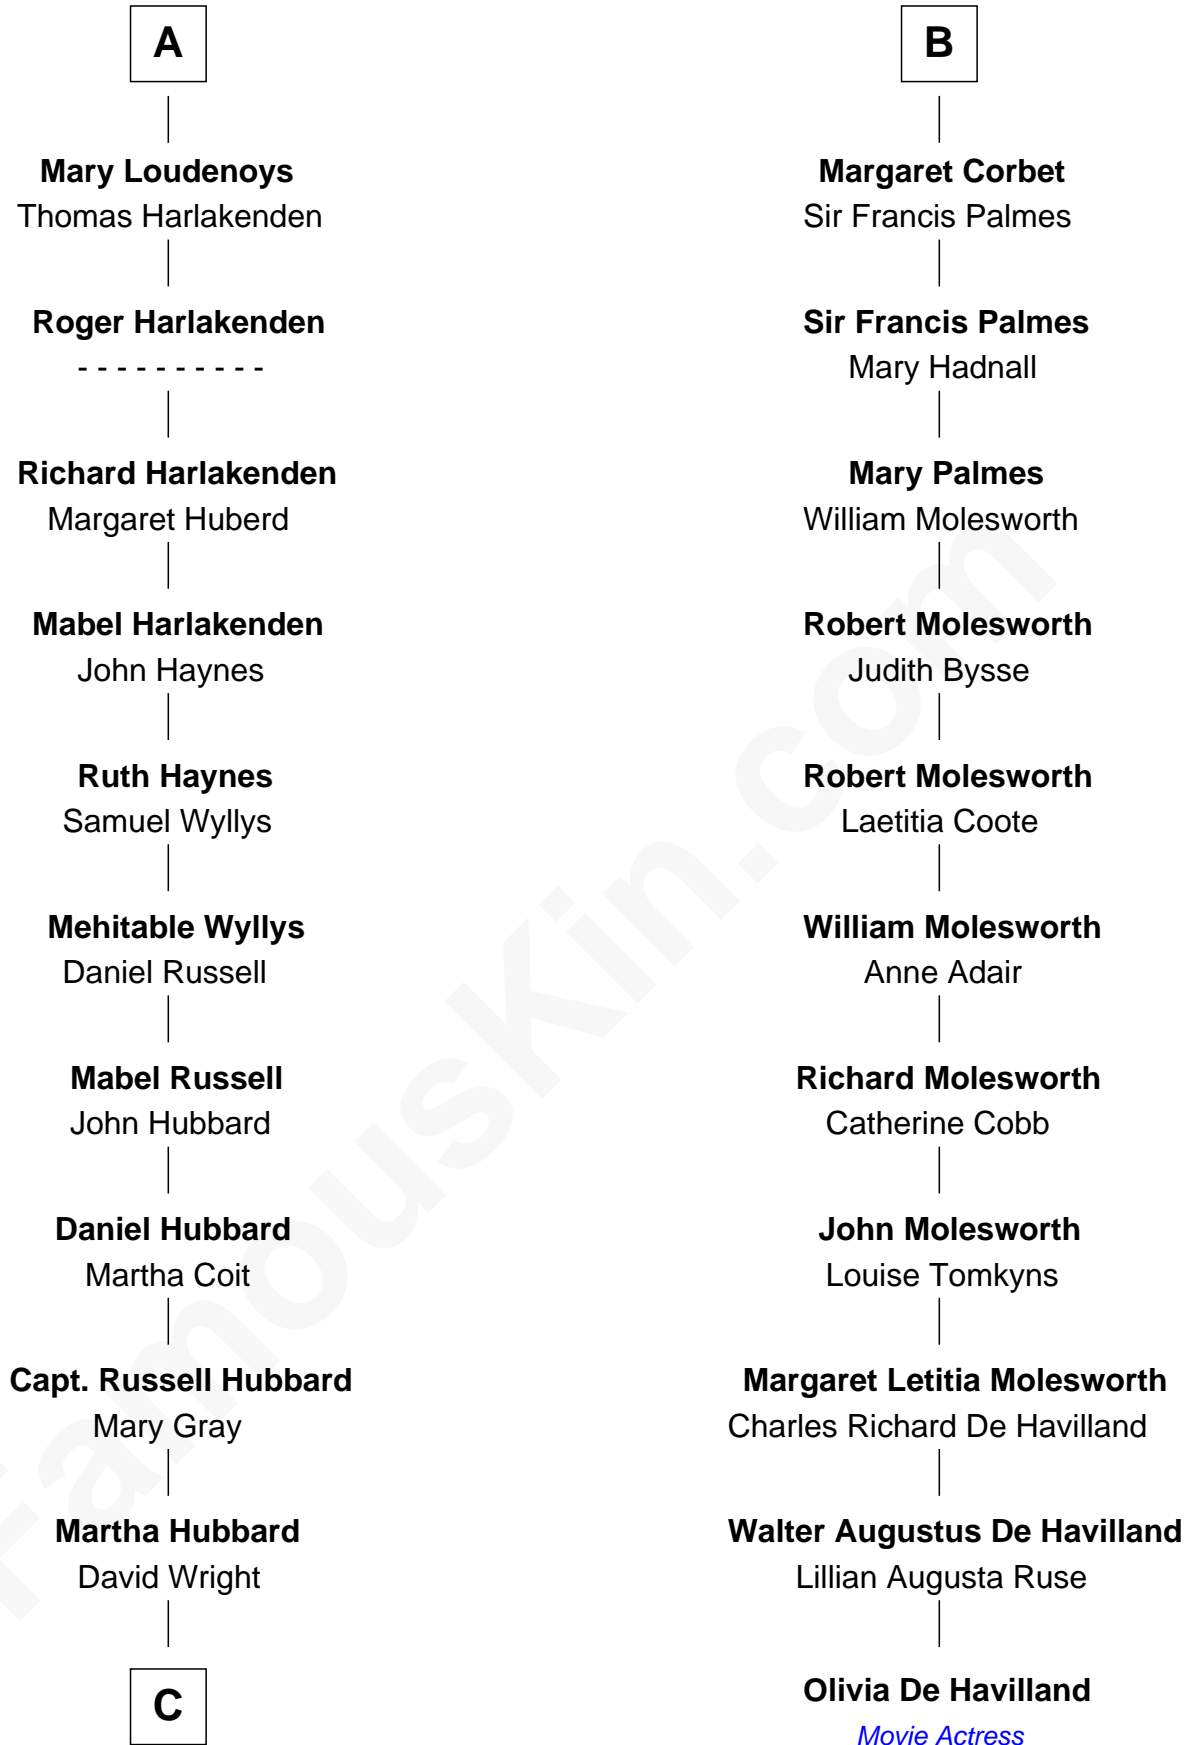 A
Mary Loudenoys
Thomas Harlakenden
Roger Harlakenden
- - - - - - - - - -
Richard Harlakenden
Margaret Huberd
Mabel Harlakenden
John Haynes
Ruth Haynes
Samuel Wyllys
Mehitable Wyllys
Daniel Russell
Mabel Russell
John Hubbard
Daniel Hubbard
Martha Coit
Capt. Russell Hubbard
Mary Gray
Martha Hubbard
David Wright
C
B
Margaret Corbet
Sir Francis Palmes
Sir Francis Palmes
Mary Hadnall
Mary Palmes
William Molesworth
Robert Molesworth
Judith Bysse
Robert Molesworth
Laetitia Coote
William Molesworth
Anne Adair
Richard Molesworth
Catherine Cobb
John Molesworth
Louise Tomkyns
Margaret Letitia Molesworth
Charles Richard De Havilland
Walter Augustus De Havilland
Lillian Augusta Ruse
Olivia De Havilland
Movie Actress
FamousKin.com